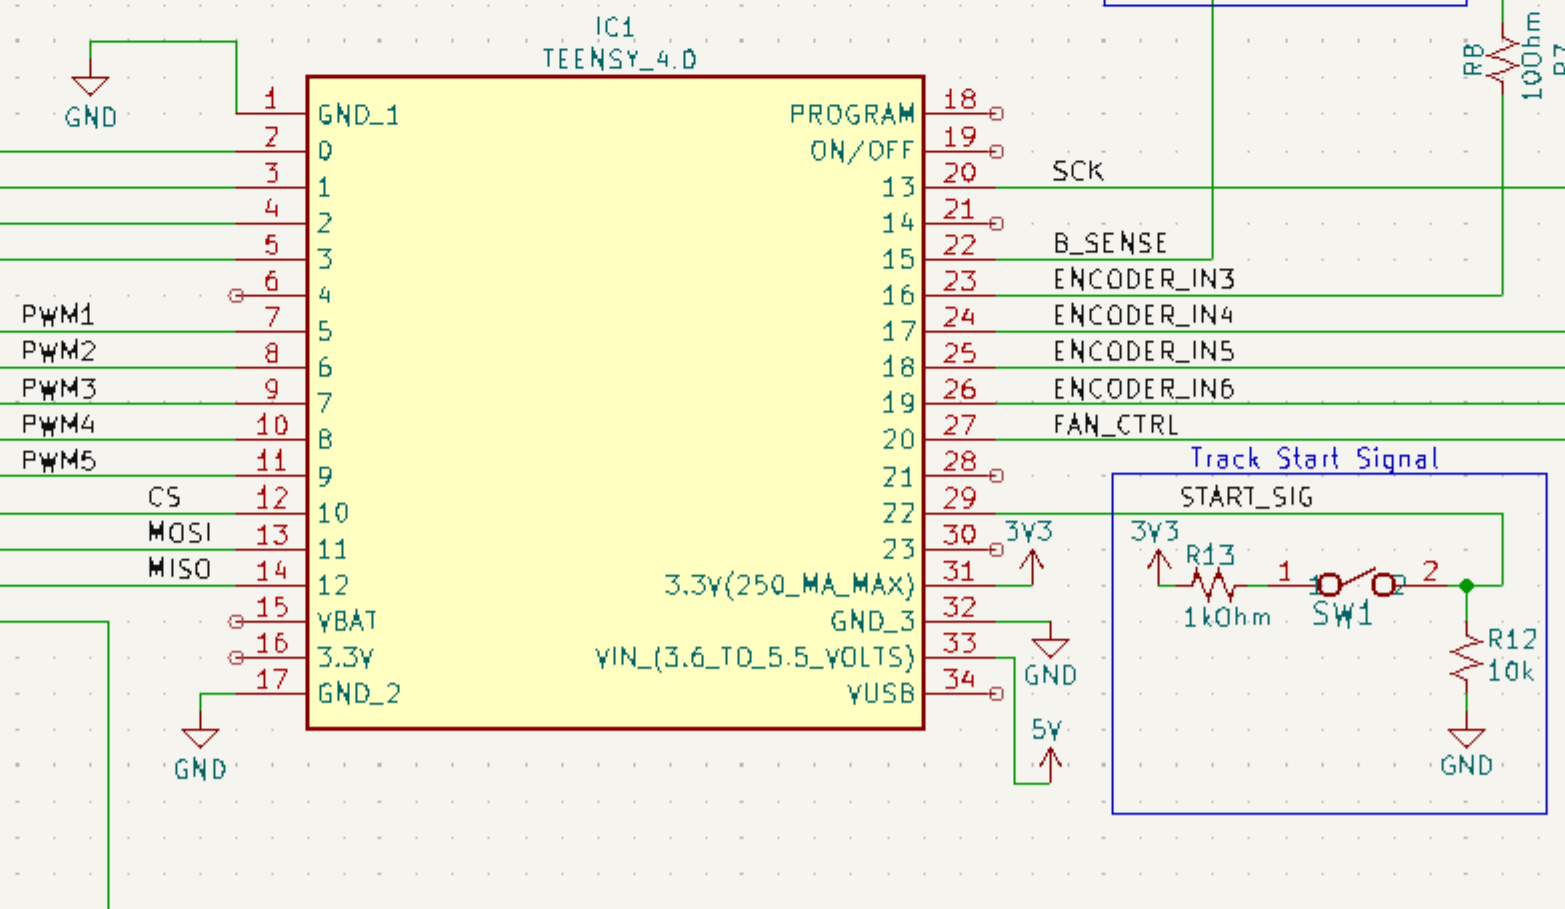 IC1
TEENSY_4.0
GND
1 GND_1
2 0
3 1
4 2
5 3
6 4
PWM1 7 5
PWM2 8 6
PWM3 9 7
PWM4 10 8
PWM5 11 9
CS 12 10
MOSI 13 11
MISO 14 12
15 VBAT
16 3.3V
17 GND_2
GND
PROGRAM 18
ON/OFF 19
13 20 SCK
14 21
15 22 B_SENSE
16 23 ENCODER_IN3
17 24 ENCODER_IN4
18 25 ENCODER_IN5
19 26 ENCODER_IN6
20 27 FAN_CTRL
21 28
22 29
23 30
3.3V(250_MA_MAX) 31
GND_3 32
VIN_(3.6_TO_5.5_VOLTS) 33
VUSB 34
3V3
GND
5V
R8
100hm
R7
Track Start Signal
START_SIG
3V3
R13
1kOhm
1 1 2 2
SW1
R12
10k
GND